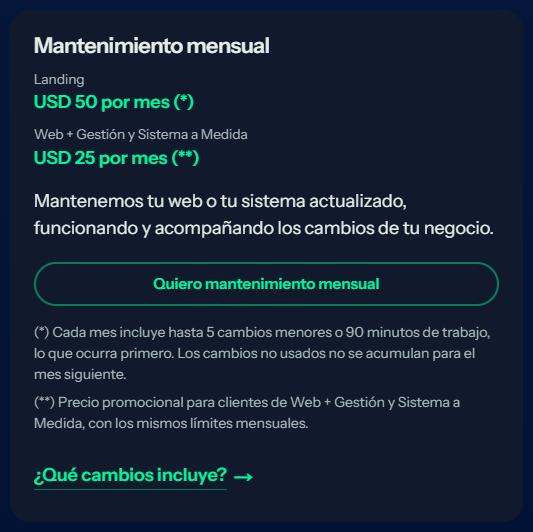 Mantenimiento mensual
Landing
USD 50 por mes (*)
Web + Gestión y Sistema a Medida
USD 25 por mes (**)
Mantenemos tu web o tu sistema actualizado,
funcionando y acompañando los cambios de tu negocio.
Quiero mantenimiento mensual
(*) Cada mes incluye hasta 5 cambios menores o 90 minutos de trabajo,
lo que ocurra primero. Los cambios no usados no se acumulan para el
mes siguiente.
(**) Precio promocional para clientes de Web + Gestión y Sistema a
Medida, con los mismos límites mensuales.
¿Qué cambios incluye? →